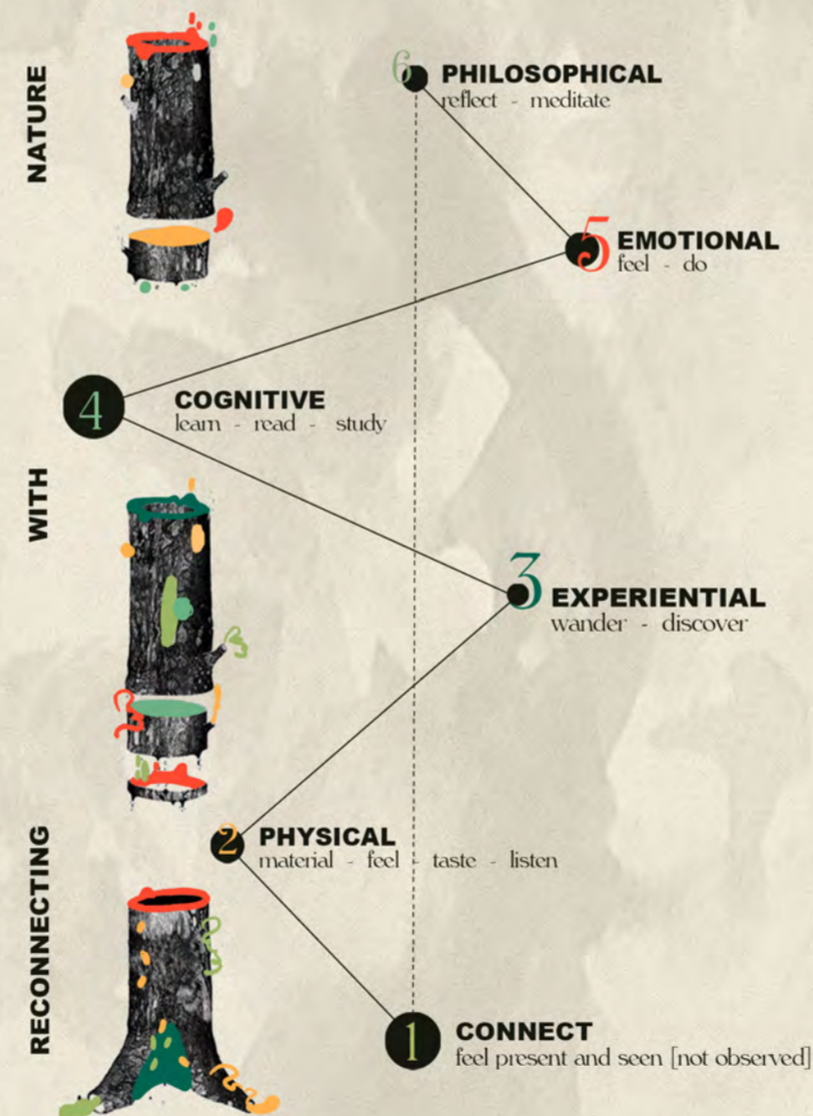 NATURE
WITH
RECONNECTING
6
PHILOSOPHICAL
reflect - meditate
5
EMOTIONAL
feel - do
4
COGNITIVE
learn - read - study
3
EXPERIENTIAL
wander - discover
2
PHYSICAL
material - feel - taste - listen
1
CONNECT
feel present and seen [not observed]